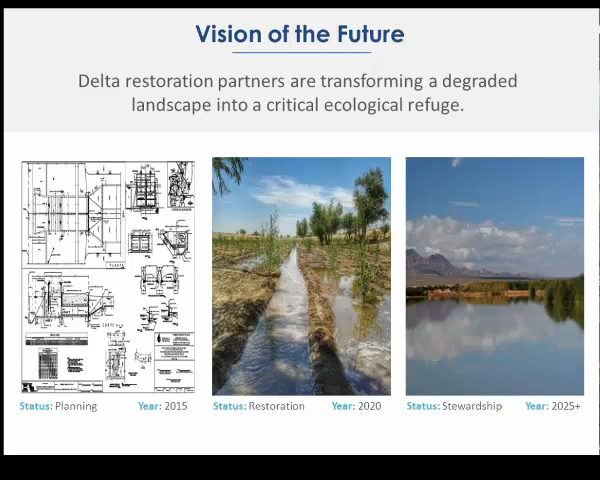 Vision of the Future
Delta restoration partners are transforming a degraded
landscape into a critical ecological refuge.
Status: Planning Year: 2015
Status: Restoration Year: 2020
Status: Stewardship Year: 2025+